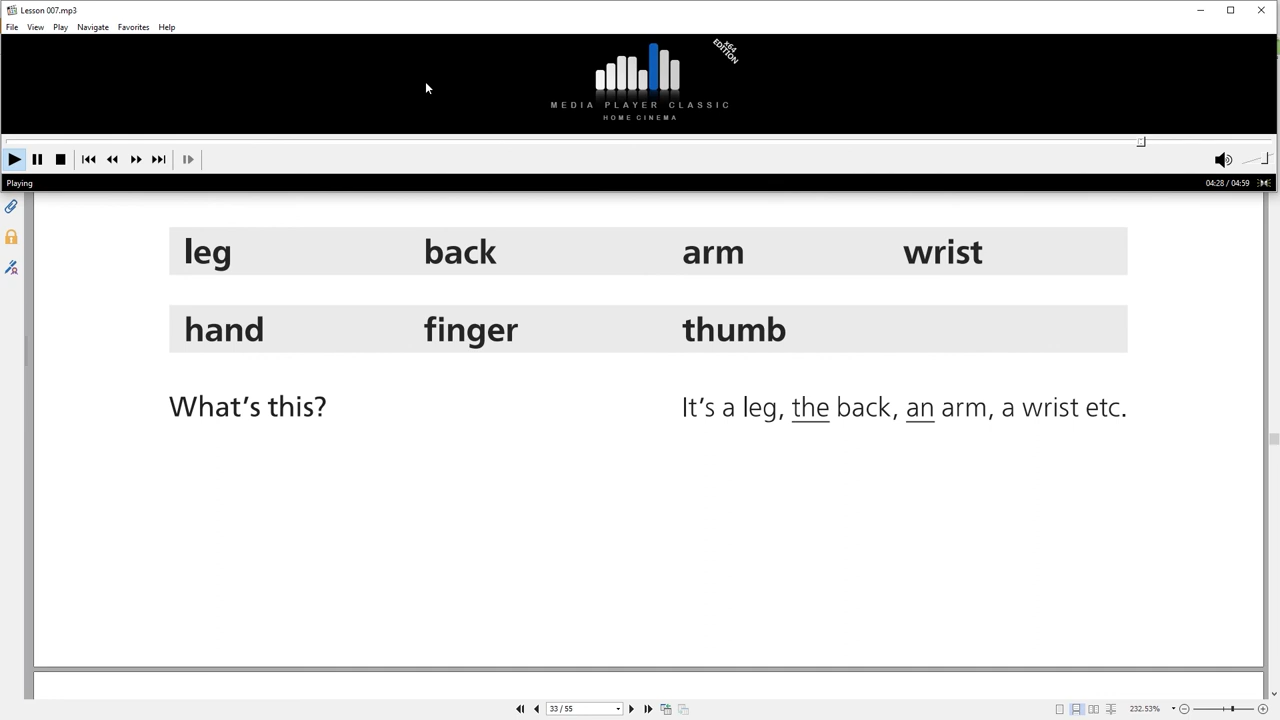 Lesson 007.mp3
File View Play Navigate Favorites Help
x64
EDITION
MEDIA PLAYER CLASSIC
HOME CINEMA
Playing
04:28 / 04:59
leg back arm wrist
hand finger thumb
What's this? It's a leg, the back, an arm, a wrist etc.
33 / 55
232.53%